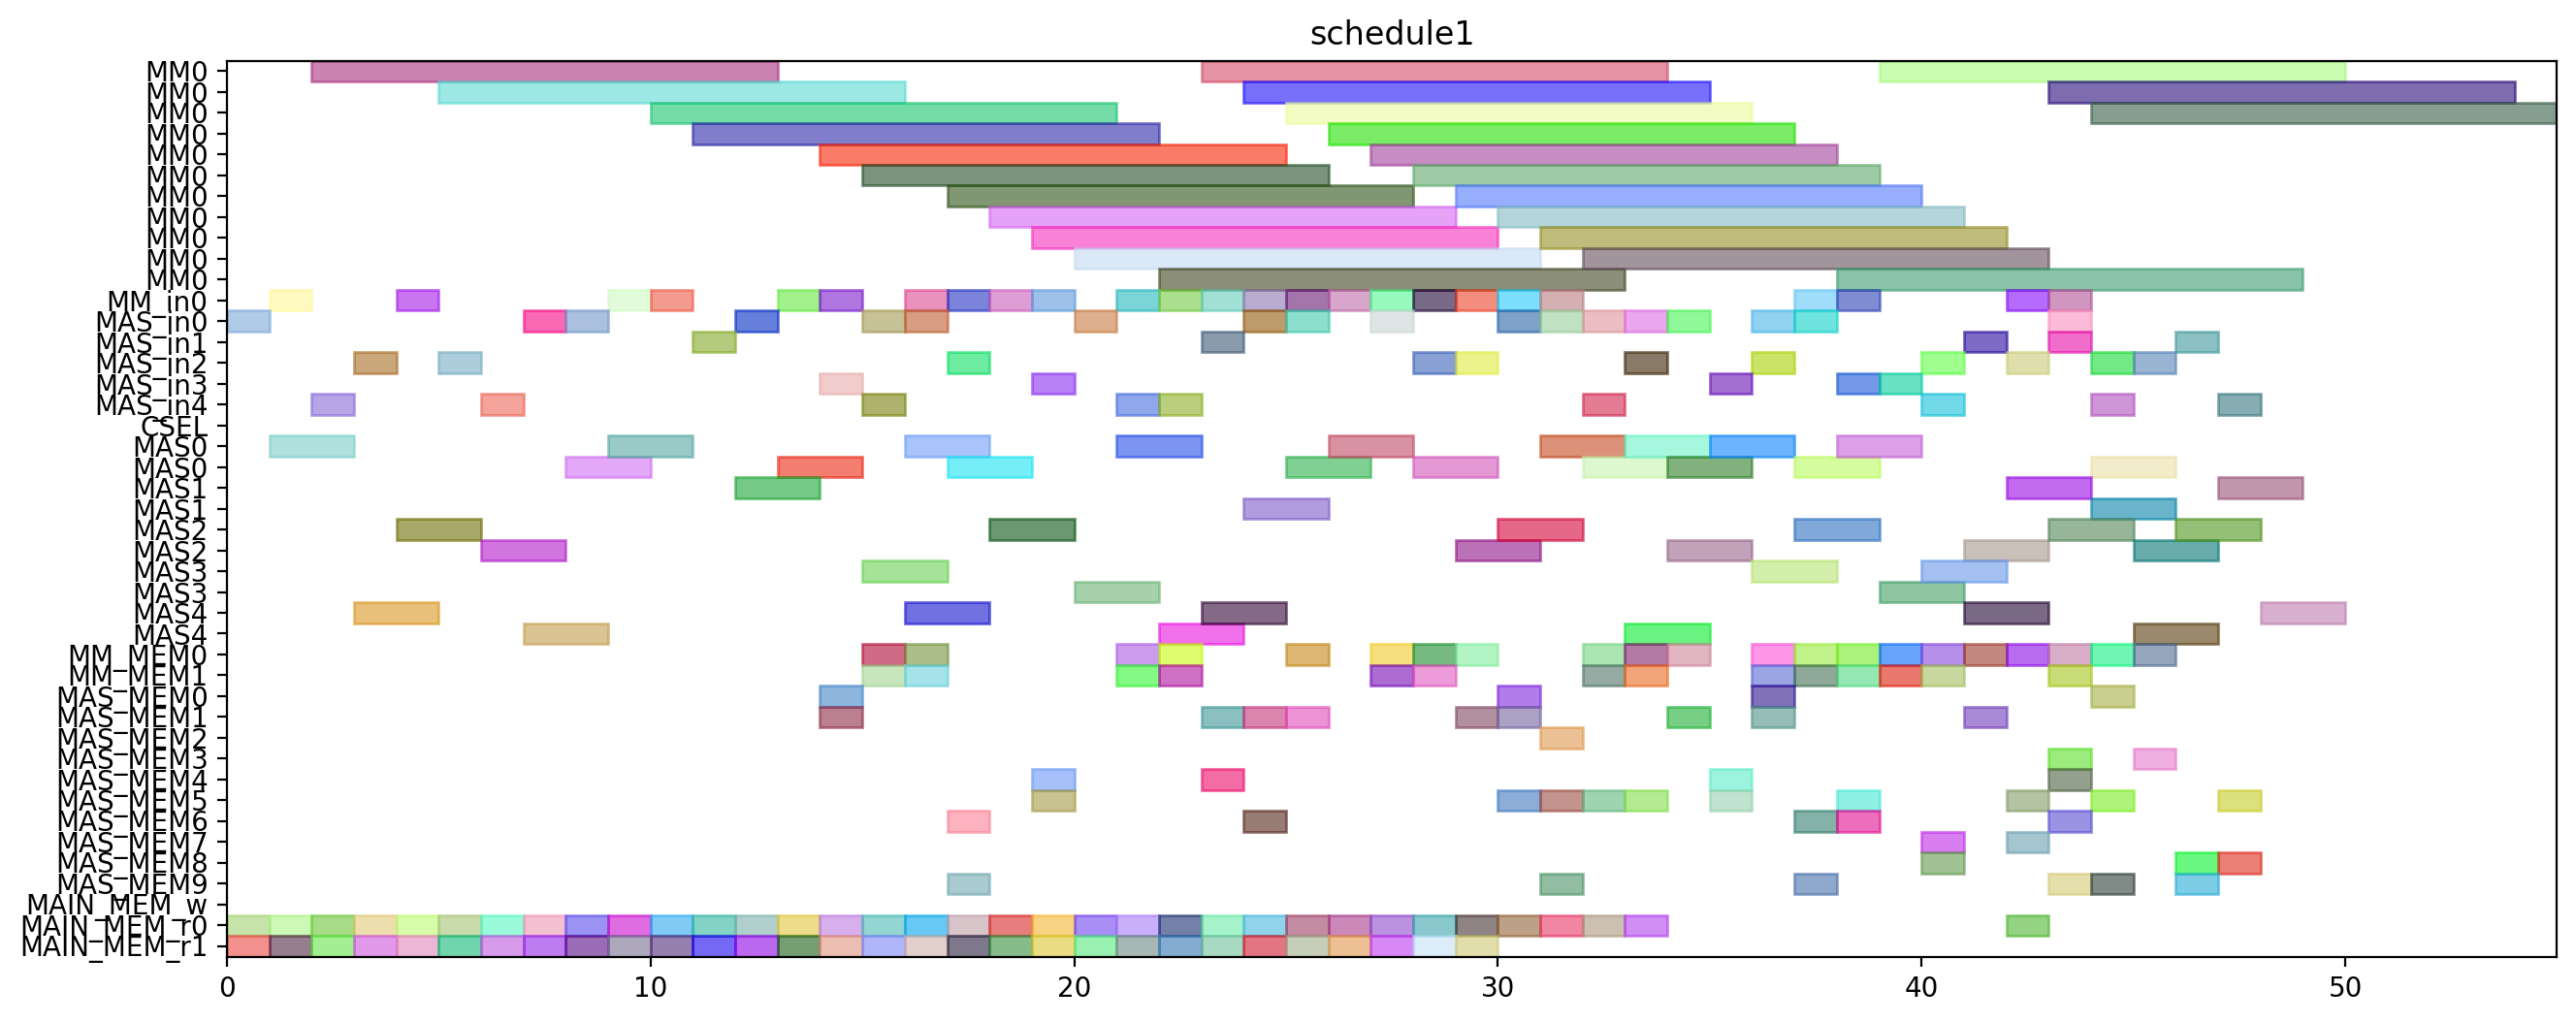 schedule1
MM0
MM0
MM0
MM0
MM0
MM0
MM0
MM0
MM0
MM0
MM0
MM_in0
MAS_in0
MAS_in1
MAS_in2
MAS_in3
MAS_in4
CSEL
MAS0
MAS0
MAS1
MAS1
MAS2
MAS2
MAS3
MAS3
MAS4
MAS4
MM_MEM0
MM_MEM1
MAS_MEM0
MAS_MEM1
MAS_MEM2
MAS_MEM3
MAS_MEM4
MAS_MEM5
MAS_MEM6
MAS_MEM7
MAS_MEM8
MAS_MEM9
MAIN_MEM_w
MAIN_MEM_r0
MAIN_MEM_r1
0 10 20 30 40 50